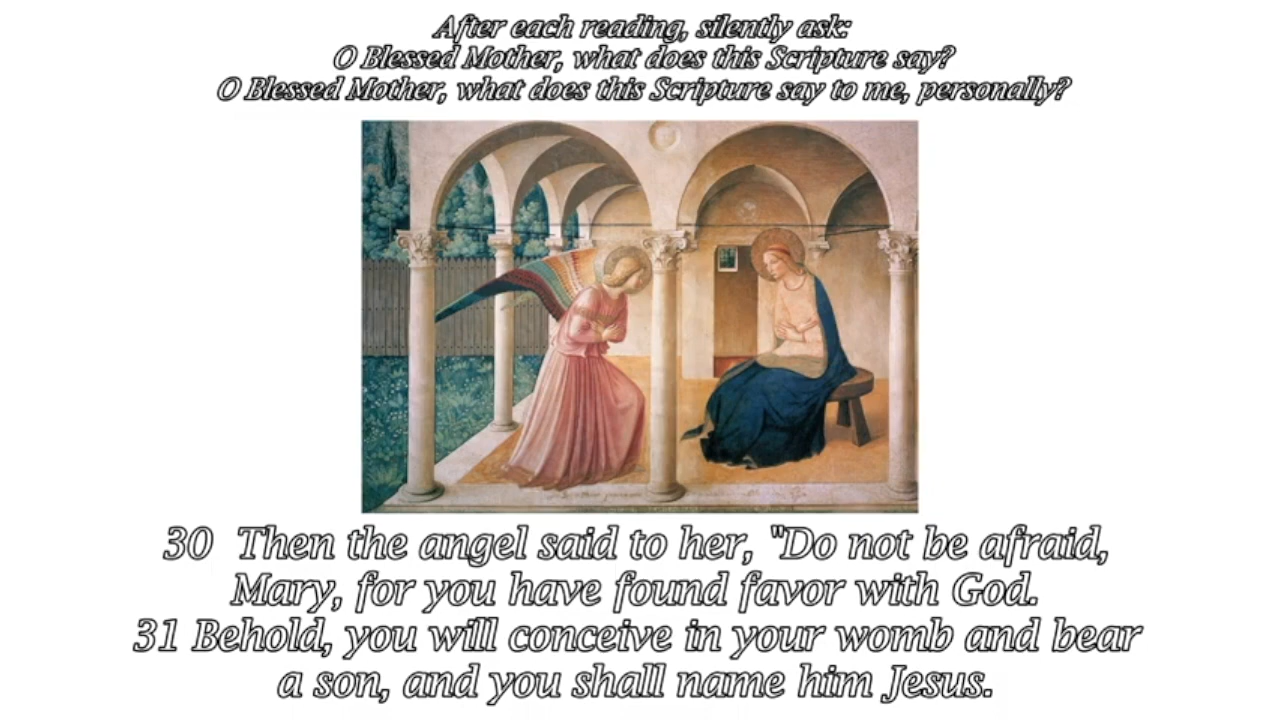 After each reading, silently ask:
O Blessed Mother, what does this Scripture say?
O Blessed Mother, what does this Scripture say to me, personally?
30 Then the angel said to her, "Do not be afraid,
Mary, for you have found favor with God.
31 Behold, you will conceive in your womb and bear
a son, and you shall name him Jesus.